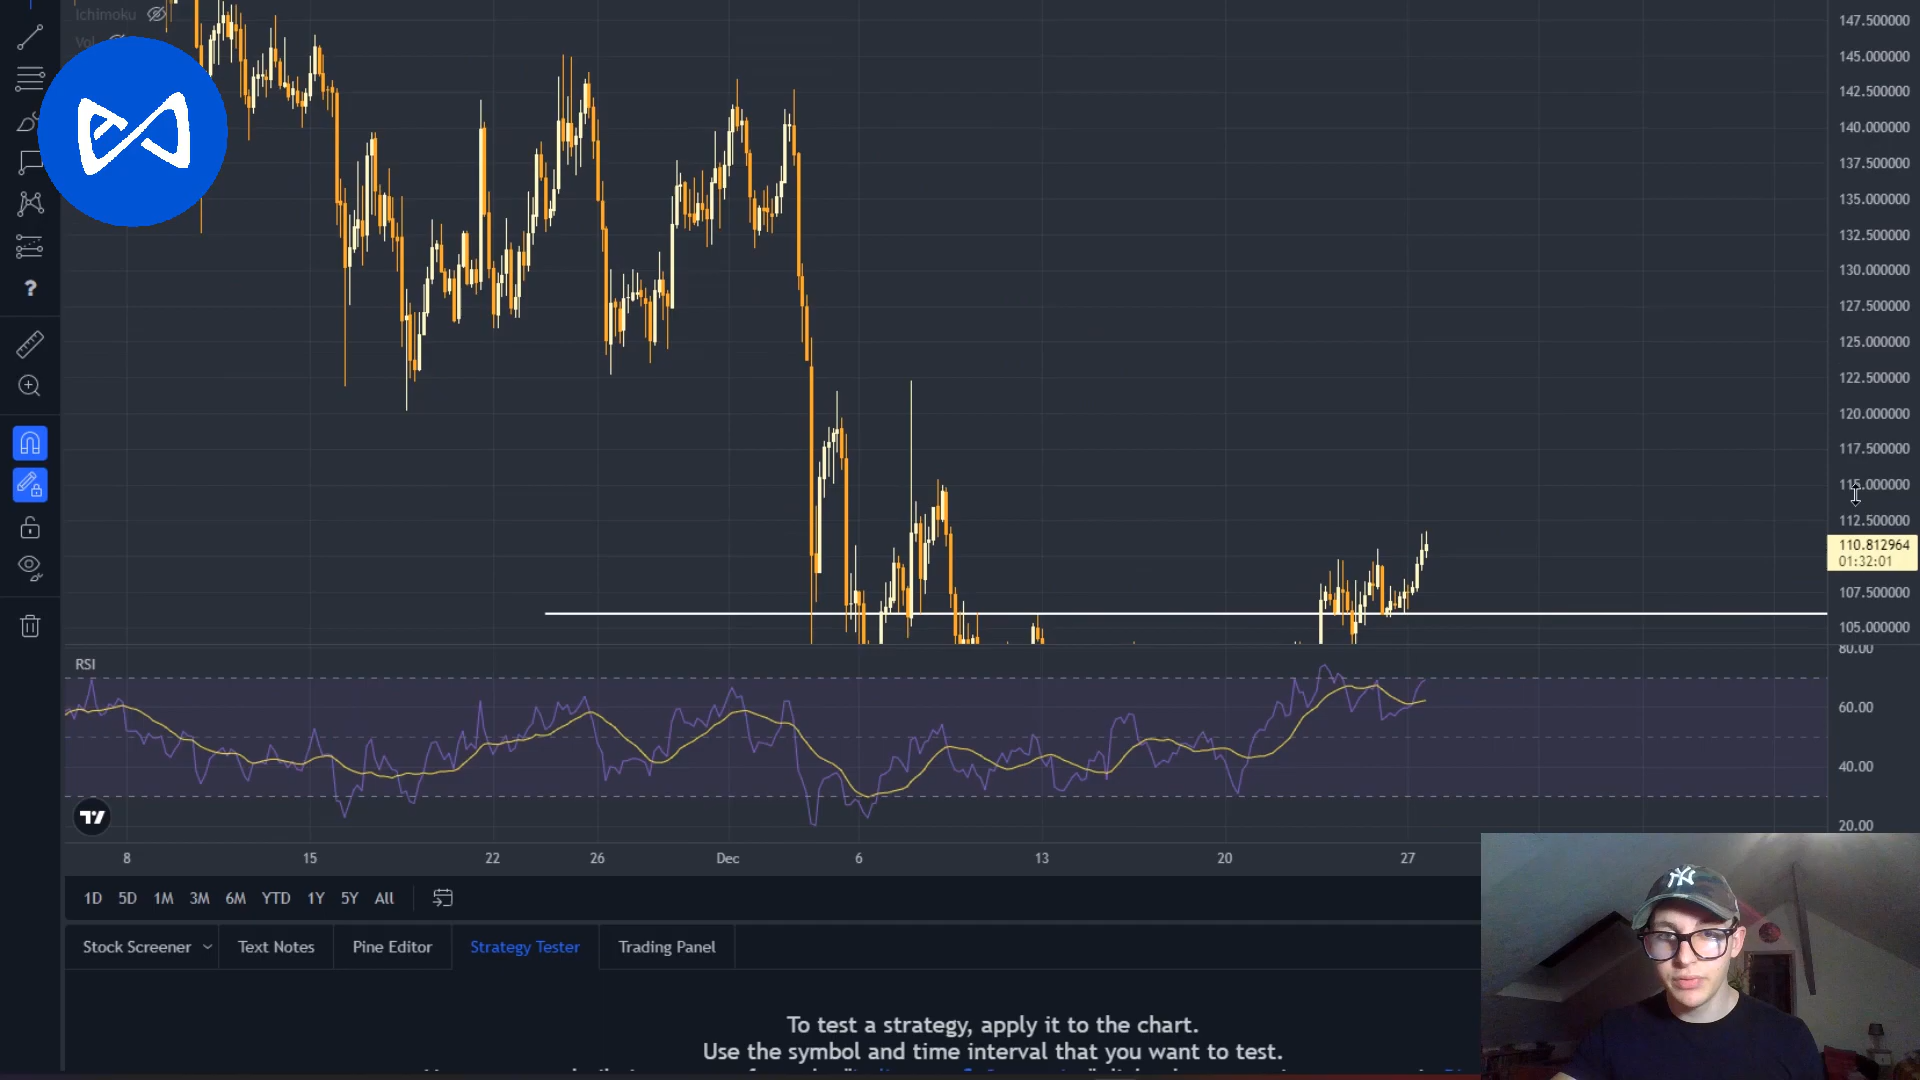 Ichimoku
Vol
147.500000
145.000000
142.500000
140.000000
137.500000
135.000000
132.500000
130.000000
127.500000
125.000000
122.500000
120.000000
117.500000
115.000000
112.500000
110.812964
01:32:01
107.500000
105.000000
RSI
80.00
60.00
40.00
20.00
8 15 22 26 Dec 6 13 20 27
1D 5D 1M 3M 6M YTD 1Y 5Y All
Stock Screener Text Notes Pine Editor Strategy Tester Trading Panel
To test a strategy, apply it to the chart.
Use the symbol and time interval that you want to test.
NY